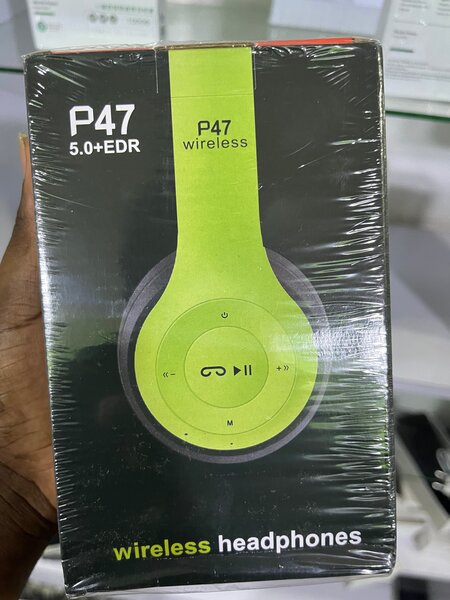 P47
5.0+EDR
P47
wireless
«− +»
M
wireless headphones